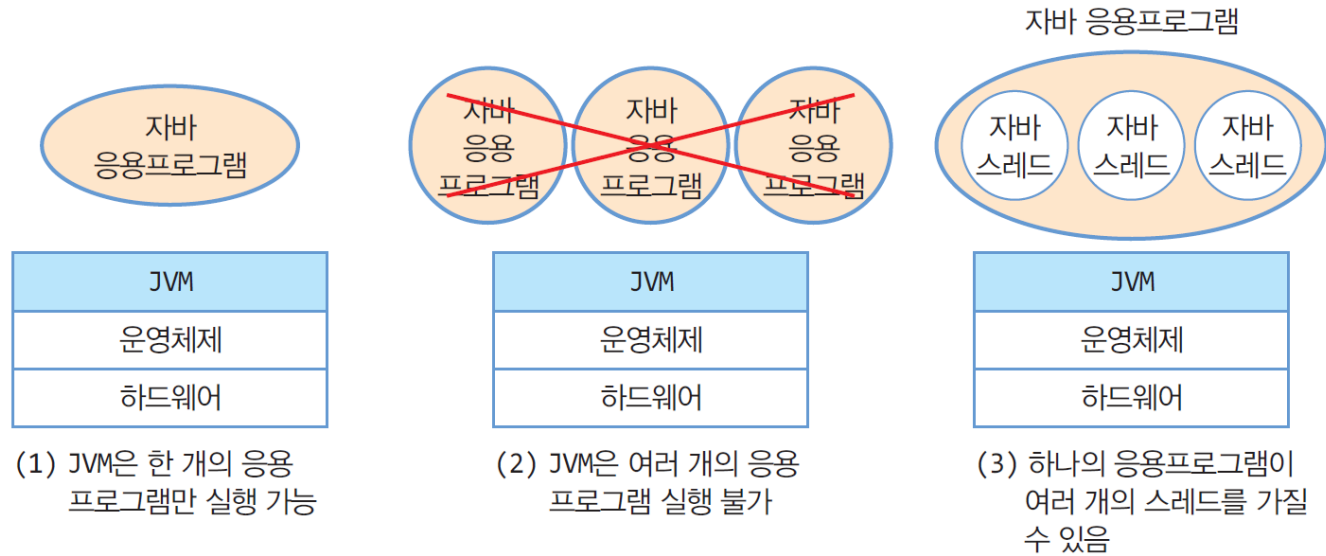 자바
응용프로그램
JVM
운영체제
하드웨어
(1) JVM은 한 개의 응용
프로그램만 실행 가능
자바
응용
프로그램
자바
응용
프로그램
자바
응용
프로그램
JVM
운영체제
하드웨어
(2) JVM은 여러 개의 응용
프로그램 실행 불가
자바 응용프로그램
자바
스레드
자바
스레드
자바
스레드
JVM
운영체제
하드웨어
(3) 하나의 응용프로그램이
여러 개의 스레드를 가질
수 있음